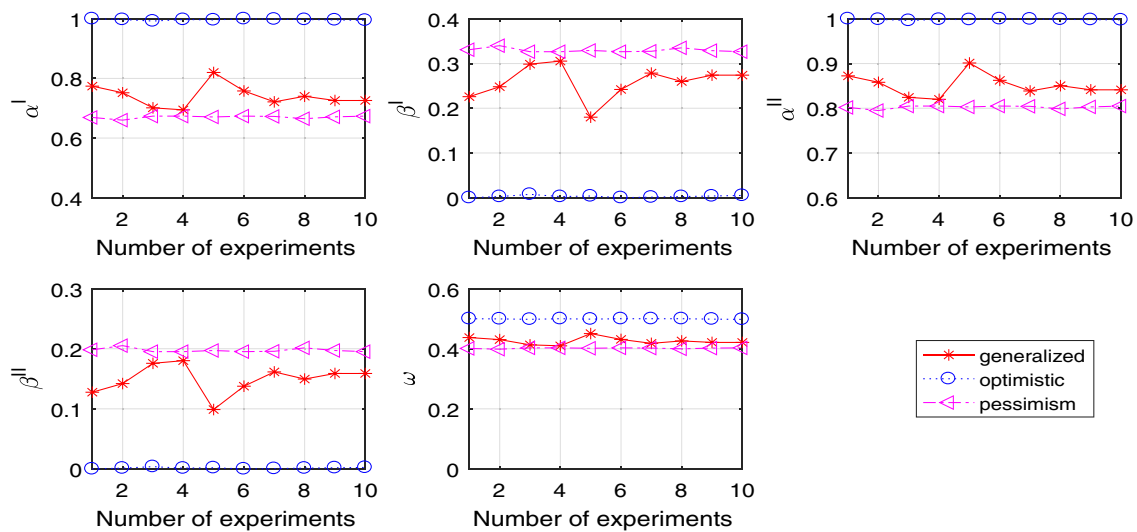 1
0.8
0.6
0.4
α^I
2 4 6 8 10
Number of experiments
0.4
0.3
0.2
0.1
0
β^I
2 4 6 8 10
Number of experiments
1
0.9
0.8
0.7
0.6
α^II
2 4 6 8 10
Number of experiments
0.3
0.2
0.1
0
β^II
2 4 6 8 10
Number of experiments
0.6
0.4
0.2
0
ω
2 4 6 8 10
Number of experiments
generalized
optimistic
pessimism